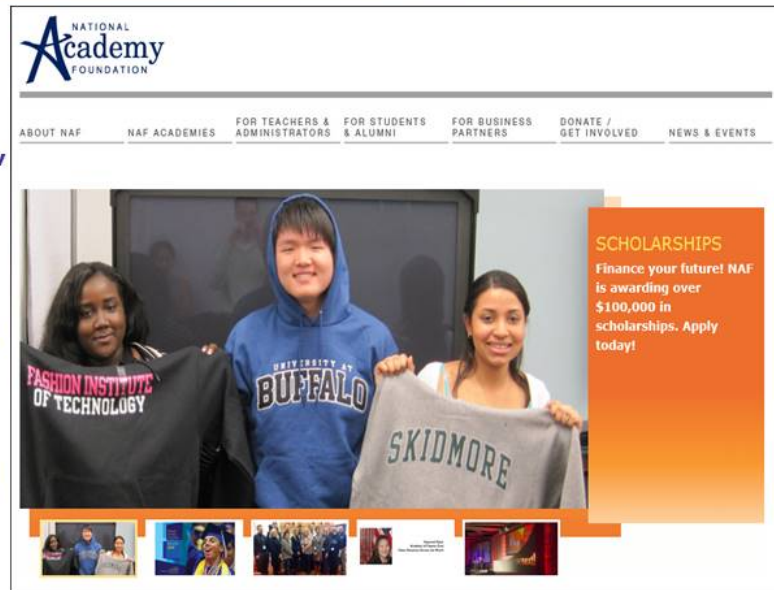 NATIONAL
Academy
FOUNDATION
ABOUT NAF
NAF ACADEMIES
FOR TEACHERS &
ADMINISTRATORS
FOR STUDENTS
& ALUMNI
FOR BUSINESS
PARTNERS
DONATE /
GET INVOLVED
NEWS & EVENTS
FASHION INSTITUTE
OF TECHNOLOGY
UNIVERSITY AT
BUFFALO
SKIDMORE
SCHOLARSHIPS
Finance your future! NAF
is awarding over
$100,000 in
scholarships. Apply
today!